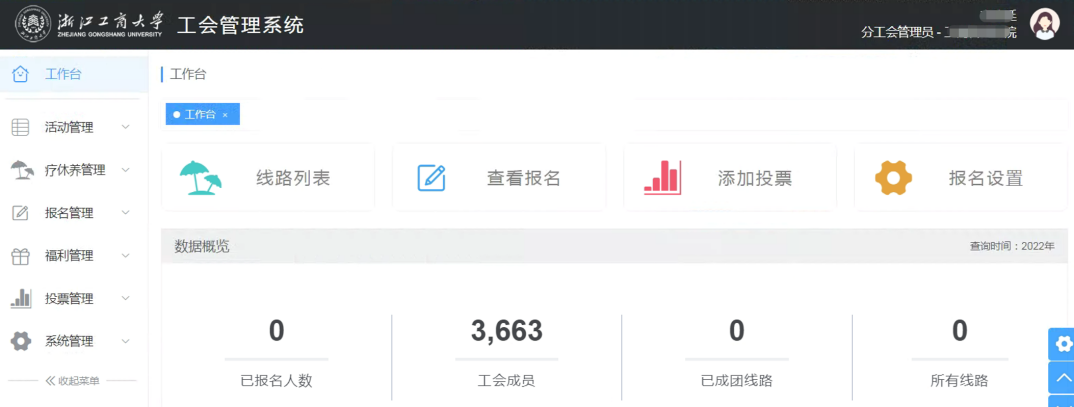 浙江工商大学
ZHEJIANG GONGSHANG UNIVERSITY
工会管理系统
分工会管理员 - 院
工作台
活动管理
疗休养管理
报名管理
福利管理
投票管理
系统管理
收起菜单
工作台
工作台 ×
线路列表
查看报名
添加投票
报名设置
数据概览
查询时间：2022年
0
已报名人数
3,663
工会成员
0
已成团线路
0
所有线路